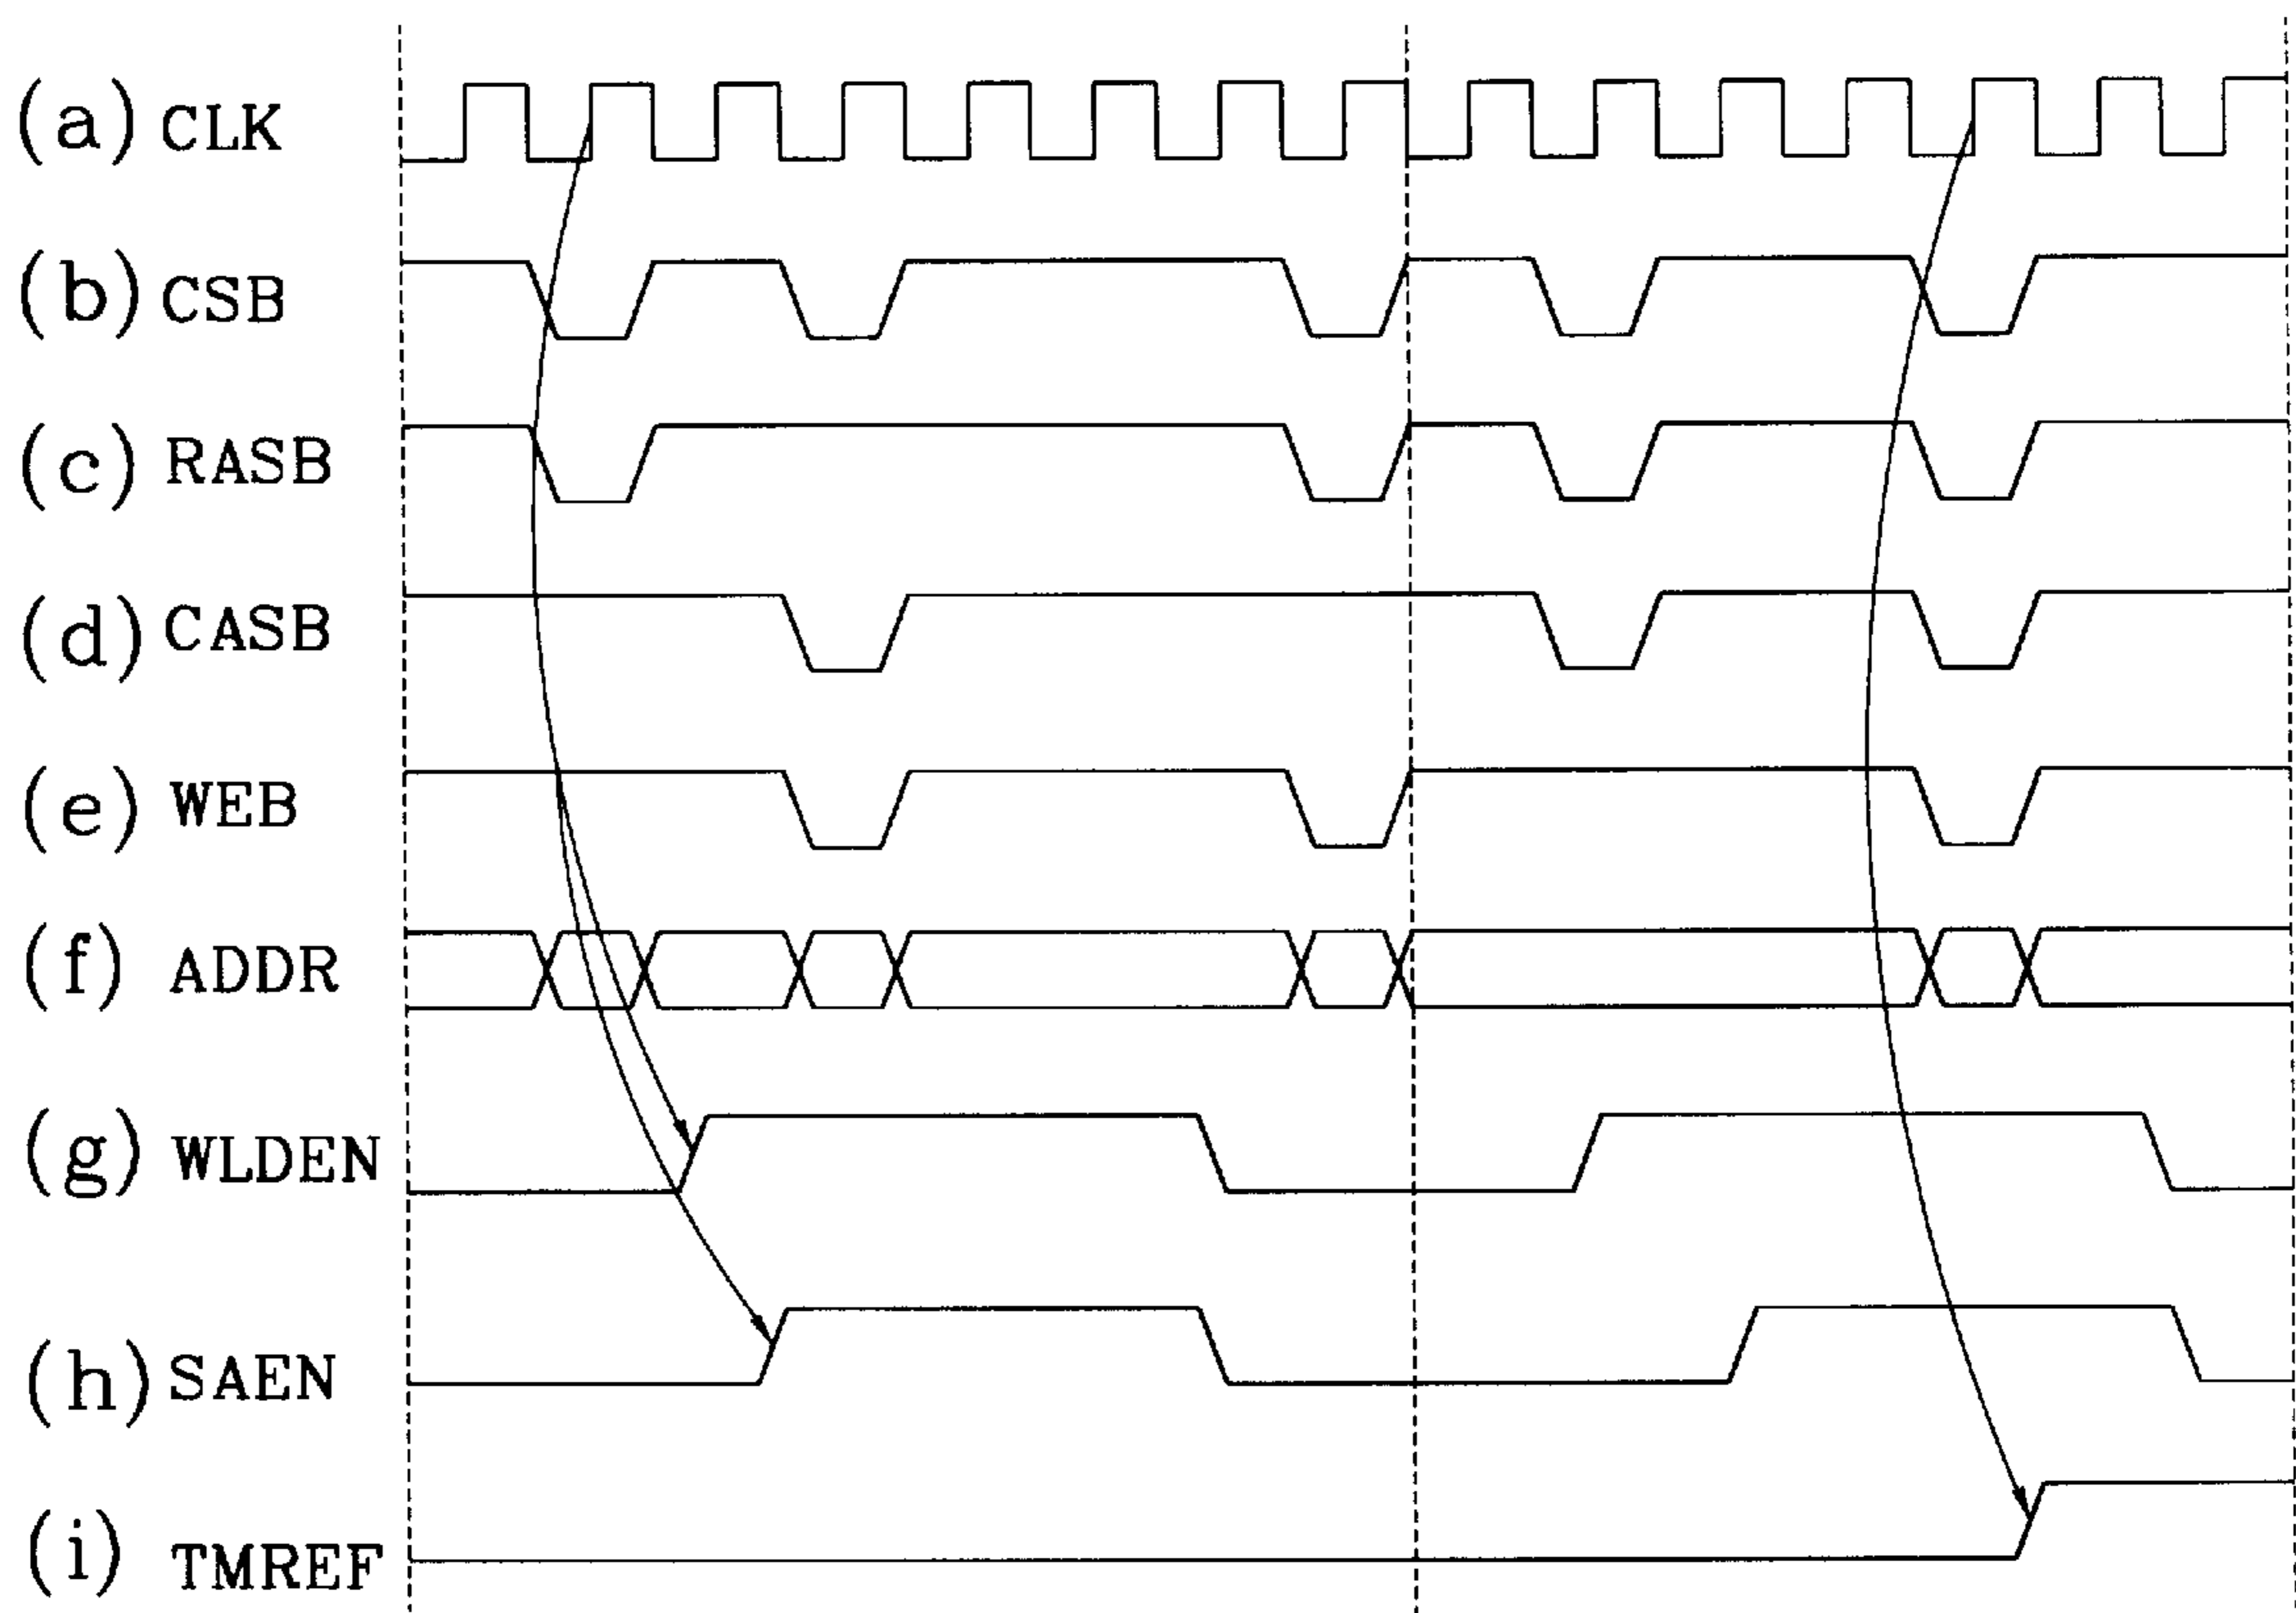 (a) CLK
(b) CSB
(c) RASB
(d) CASB
(e) WEB
(f) ADDR
(g) WLDEN
(h) SAEN
(i) TMREF